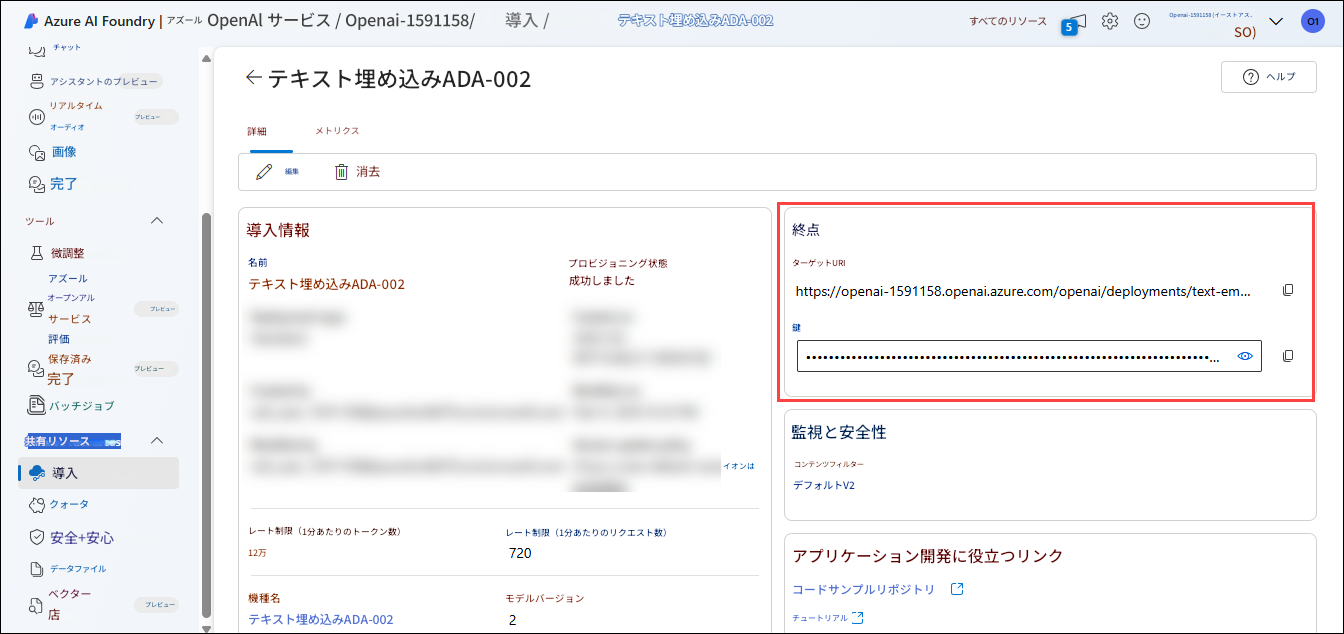 Azure AI Foundry | アズール OpenAI サービス / Openai-1591158/ 導入 / テキスト埋め込みADA-002 すべてのリソース 5 Openai-1591158 (イーストアス.. SO) O1
チャット
アシスタントのプレビュー
リアルタイム
オーディオ
プレビュー
画像
完了
ツール
微調整
アズール
オープンアル
サービス
評価
プレビュー
保存済み
完了
プレビュー
バッチジョブ
共有リソース
導入
クォータ
安全+安心
データファイル
ベクター
店
プレビュー
テキスト埋め込みADA-002
ヘルプ
詳細 メトリクス
編集 消去
導入情報
名前
テキスト埋め込みADA-002
プロビジョニング状態
成功しました
イオンは
レート制限（1分あたりのトークン数）
12万
レート制限（1分あたりのリクエスト数）
720
機種名
テキスト埋め込みADA-002
モデルバージョン
2
終点
ターゲットURI
https://openai-1591158.openai.azure.com/openai/deployments/text-em...
鍵
監視と安全性
コンテンツフィルター
デフォルトV2
アプリケーション開発に役立つリンク
コードサンプルリポジトリ
チュートリアル